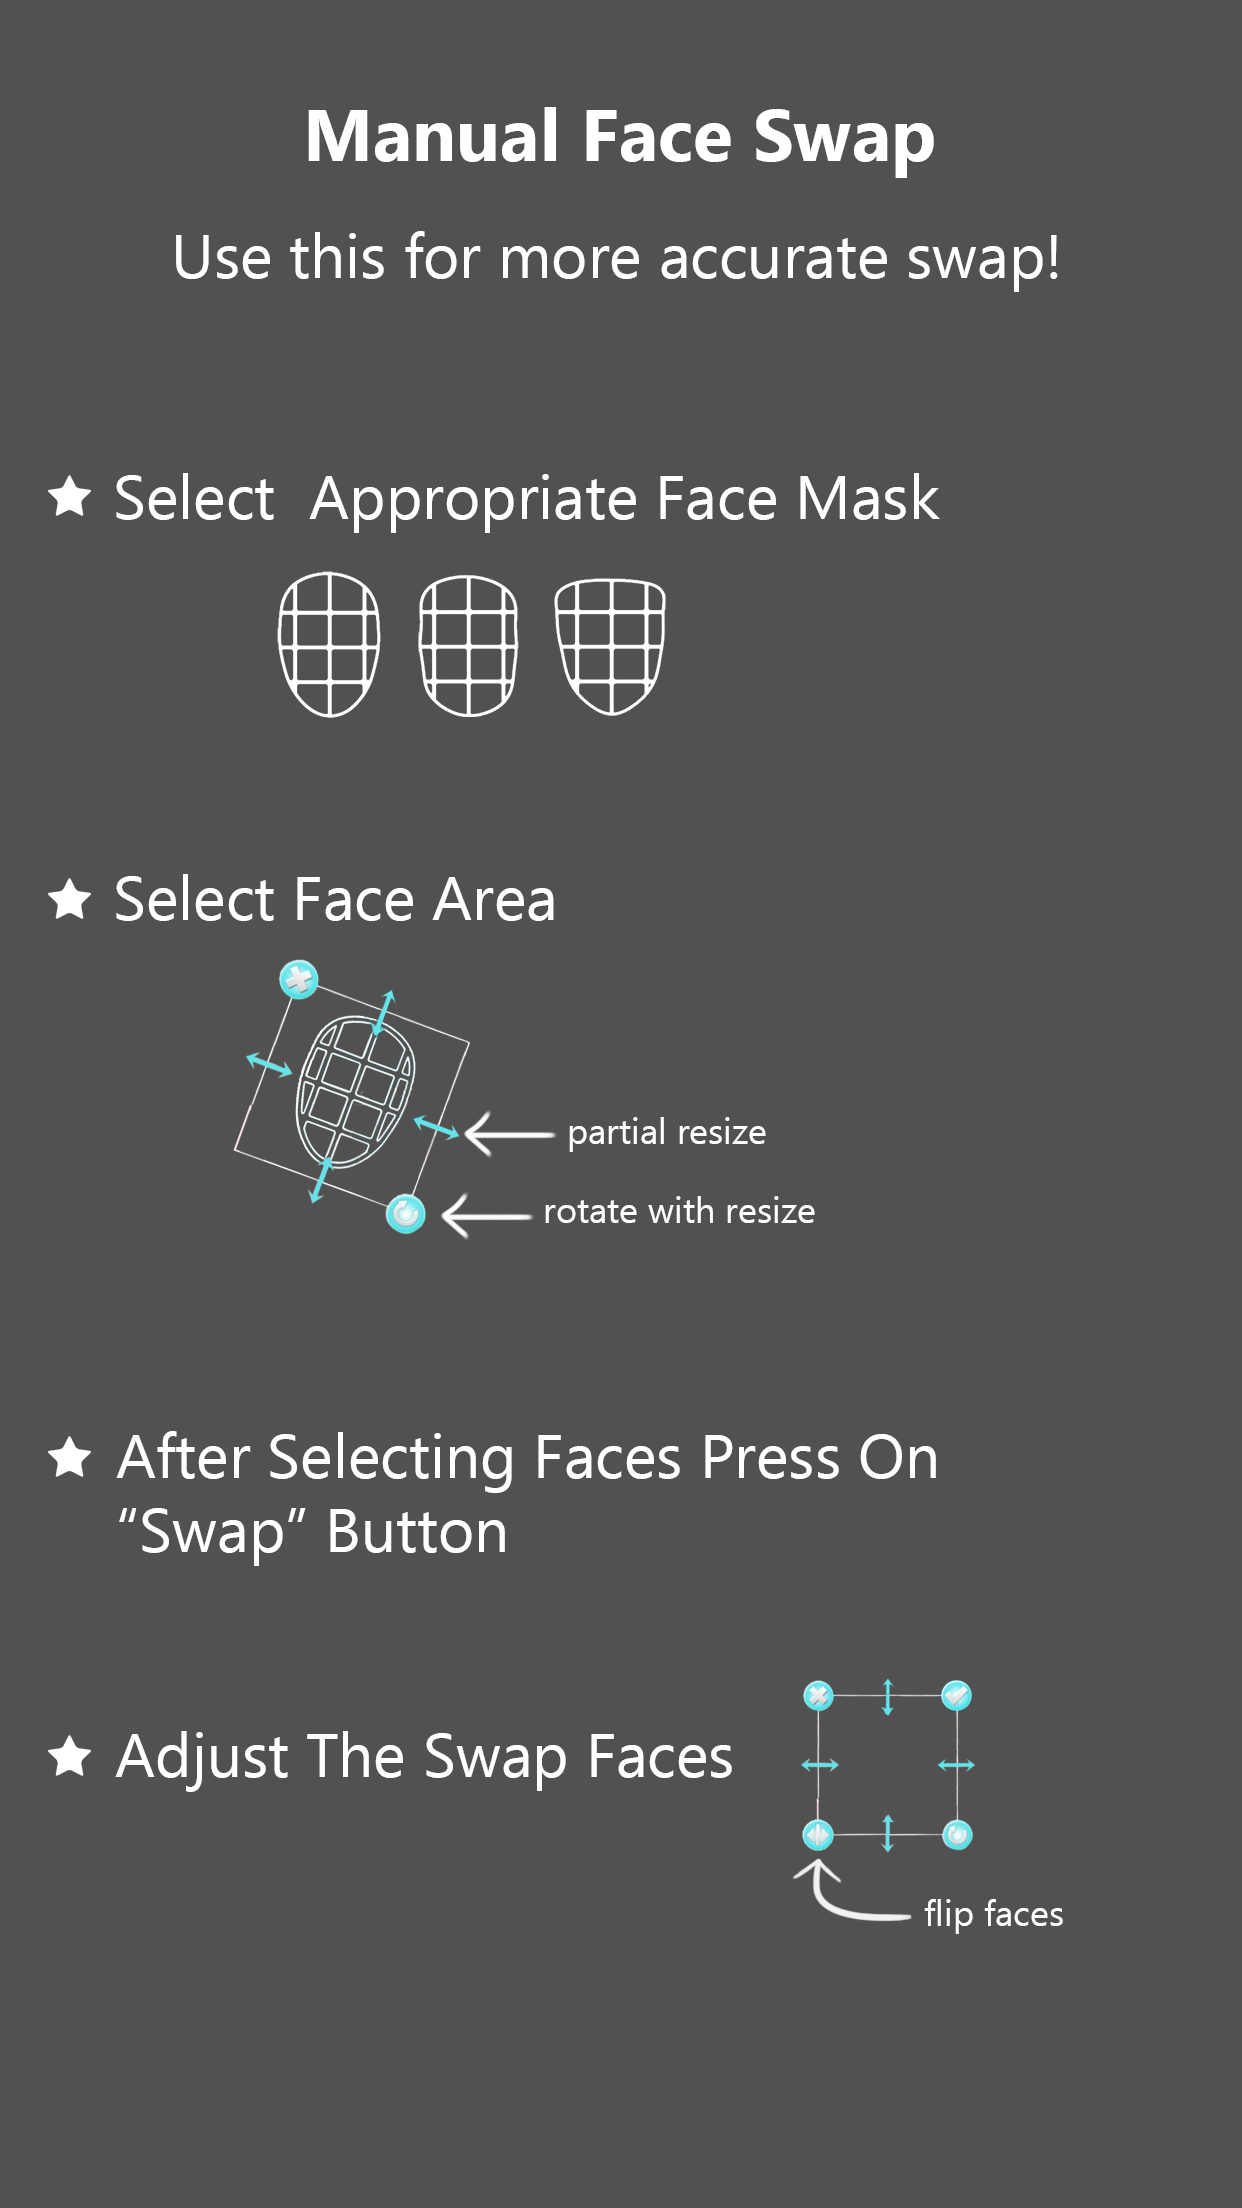 Manual Face Swap
Use this for more accurate swap!
Select Appropriate Face Mask
Select Face Area
partial resize
rotate with resize
After Selecting Faces Press On
“Swap” Button
Adjust The Swap Faces
flip faces